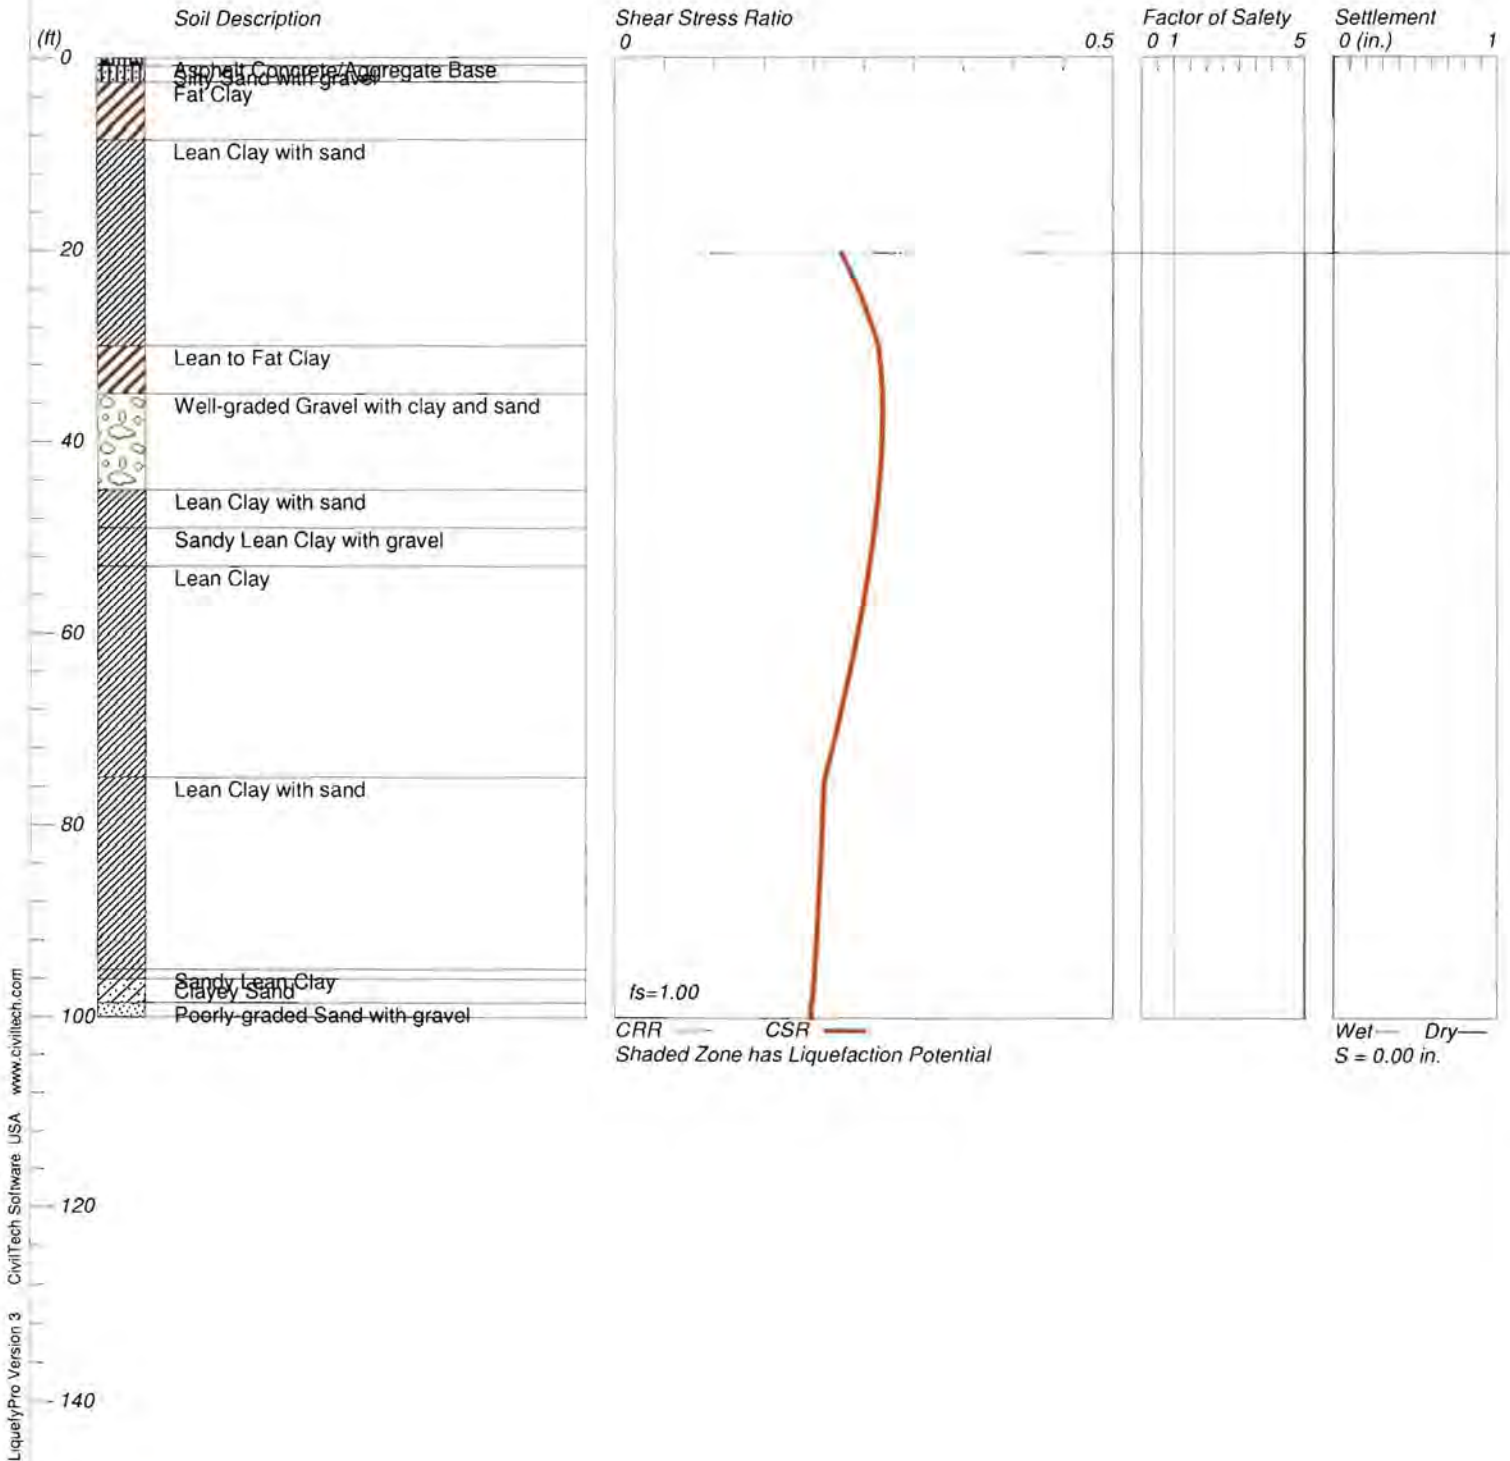 Soil Description
Shear Stress Ratio
Factor of Safety
Settlement
(ft)
0
0.5
0 1
5
0 (in.)
1
0
Asphalt Concrete/Aggregate Base
Silty Sand with gravel
Fat Clay
Lean Clay with sand
20
Lean to Fat Clay
Well-graded Gravel with clay and sand
40
Lean Clay with sand
Sandy Lean Clay with gravel
Lean Clay
60
Lean Clay with sand
80
Sandy Lean Clay
Clayey Sand
fs=1.00
100
Poorly-graded Sand with gravel
CRR
CSR
Wet
Dry
Shaded Zone has Liquefaction Potential
S = 0.00 in.
120
140
LiquefyPro Version 3 CivilTech Software USA www.civiltech.com